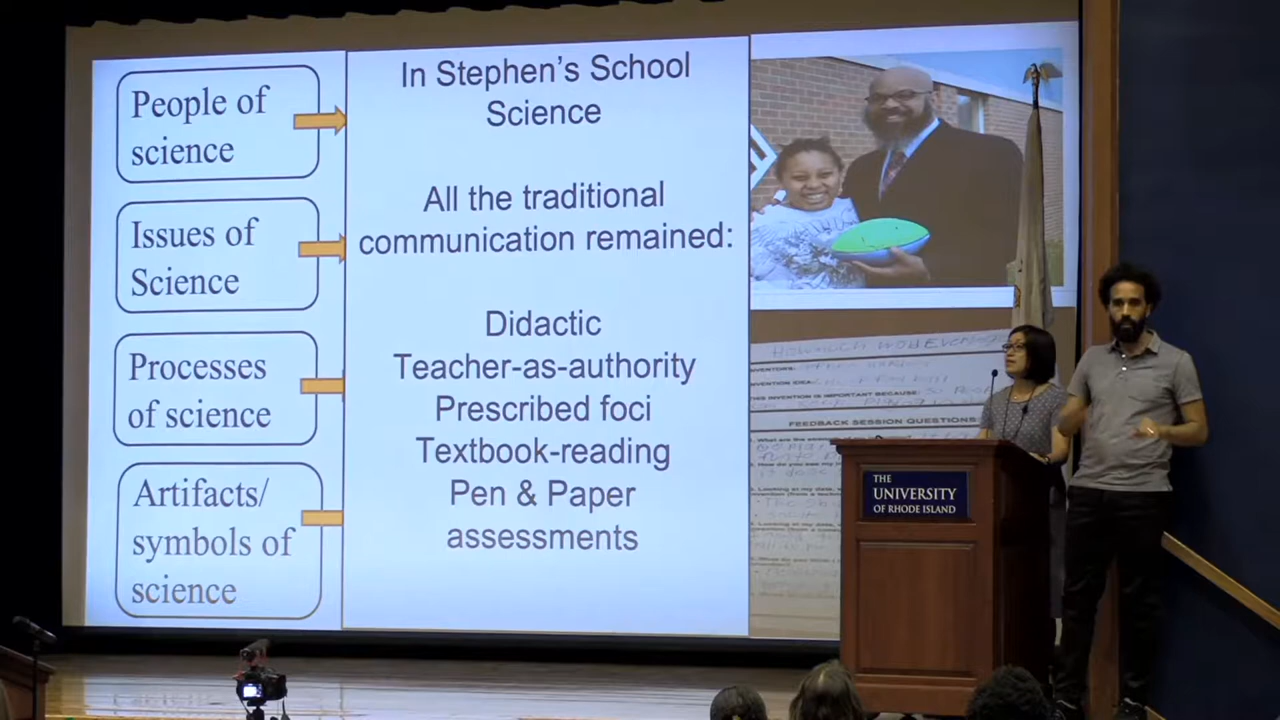 People of
science
Issues of
Science
Processes
of science
Artifacts/
symbols of
science
In Stephen's School
Science
All the traditional
communication remained:
Didactic
Teacher-as-authority
Prescribed foci
Textbook-reading
Pen & Paper
assessments
FEEDBACK SESSION QUESTIONS
THE
UNIVERSITY
OF RHODE ISLAND